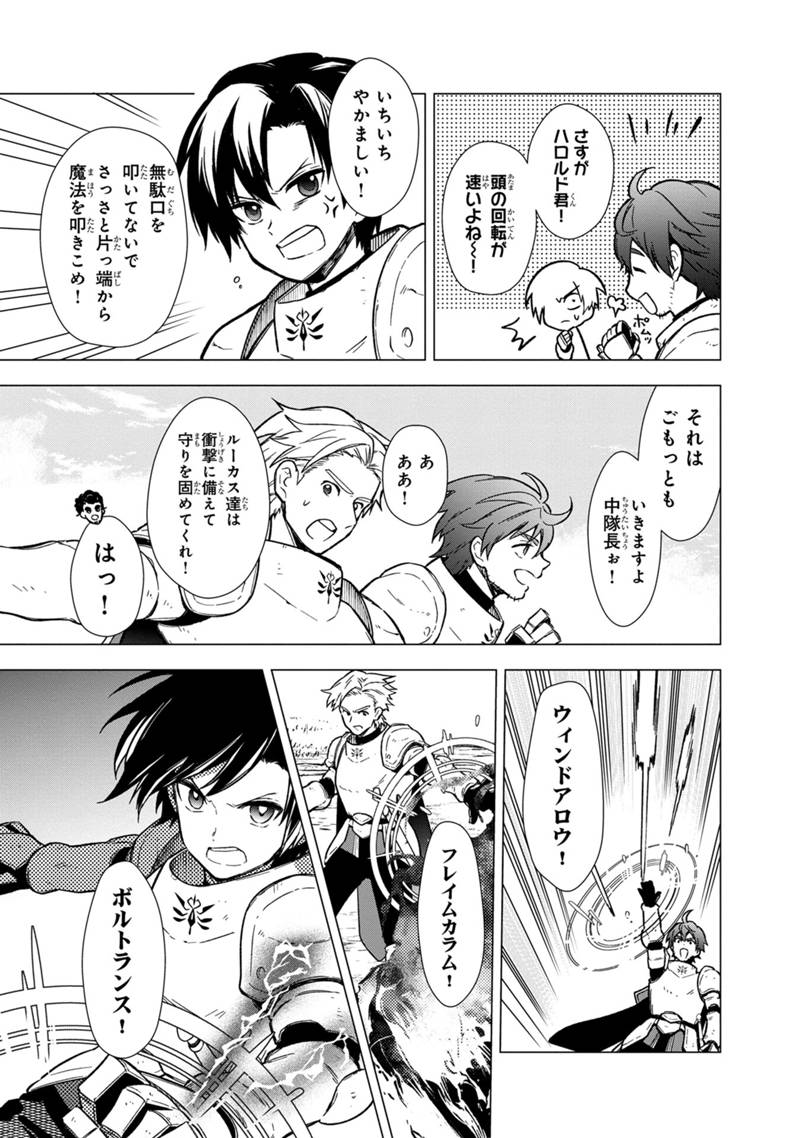 さすが
ハロルド君！
頭の回転が
速いよね～！
ポムッ
いちいち
やかましい！
無駄口を
叩いてないで
さっさと片っ端から
魔法を叩きこめ！
それは
ごもっとも
いきますよ
中隊長ぉ！
あ
ああ！
ルーカス達は
衝撃に備えて
守りを固めてくれ！
はっ！
ウィンドアロウ！
フレイムカラム！
ボルトランス！